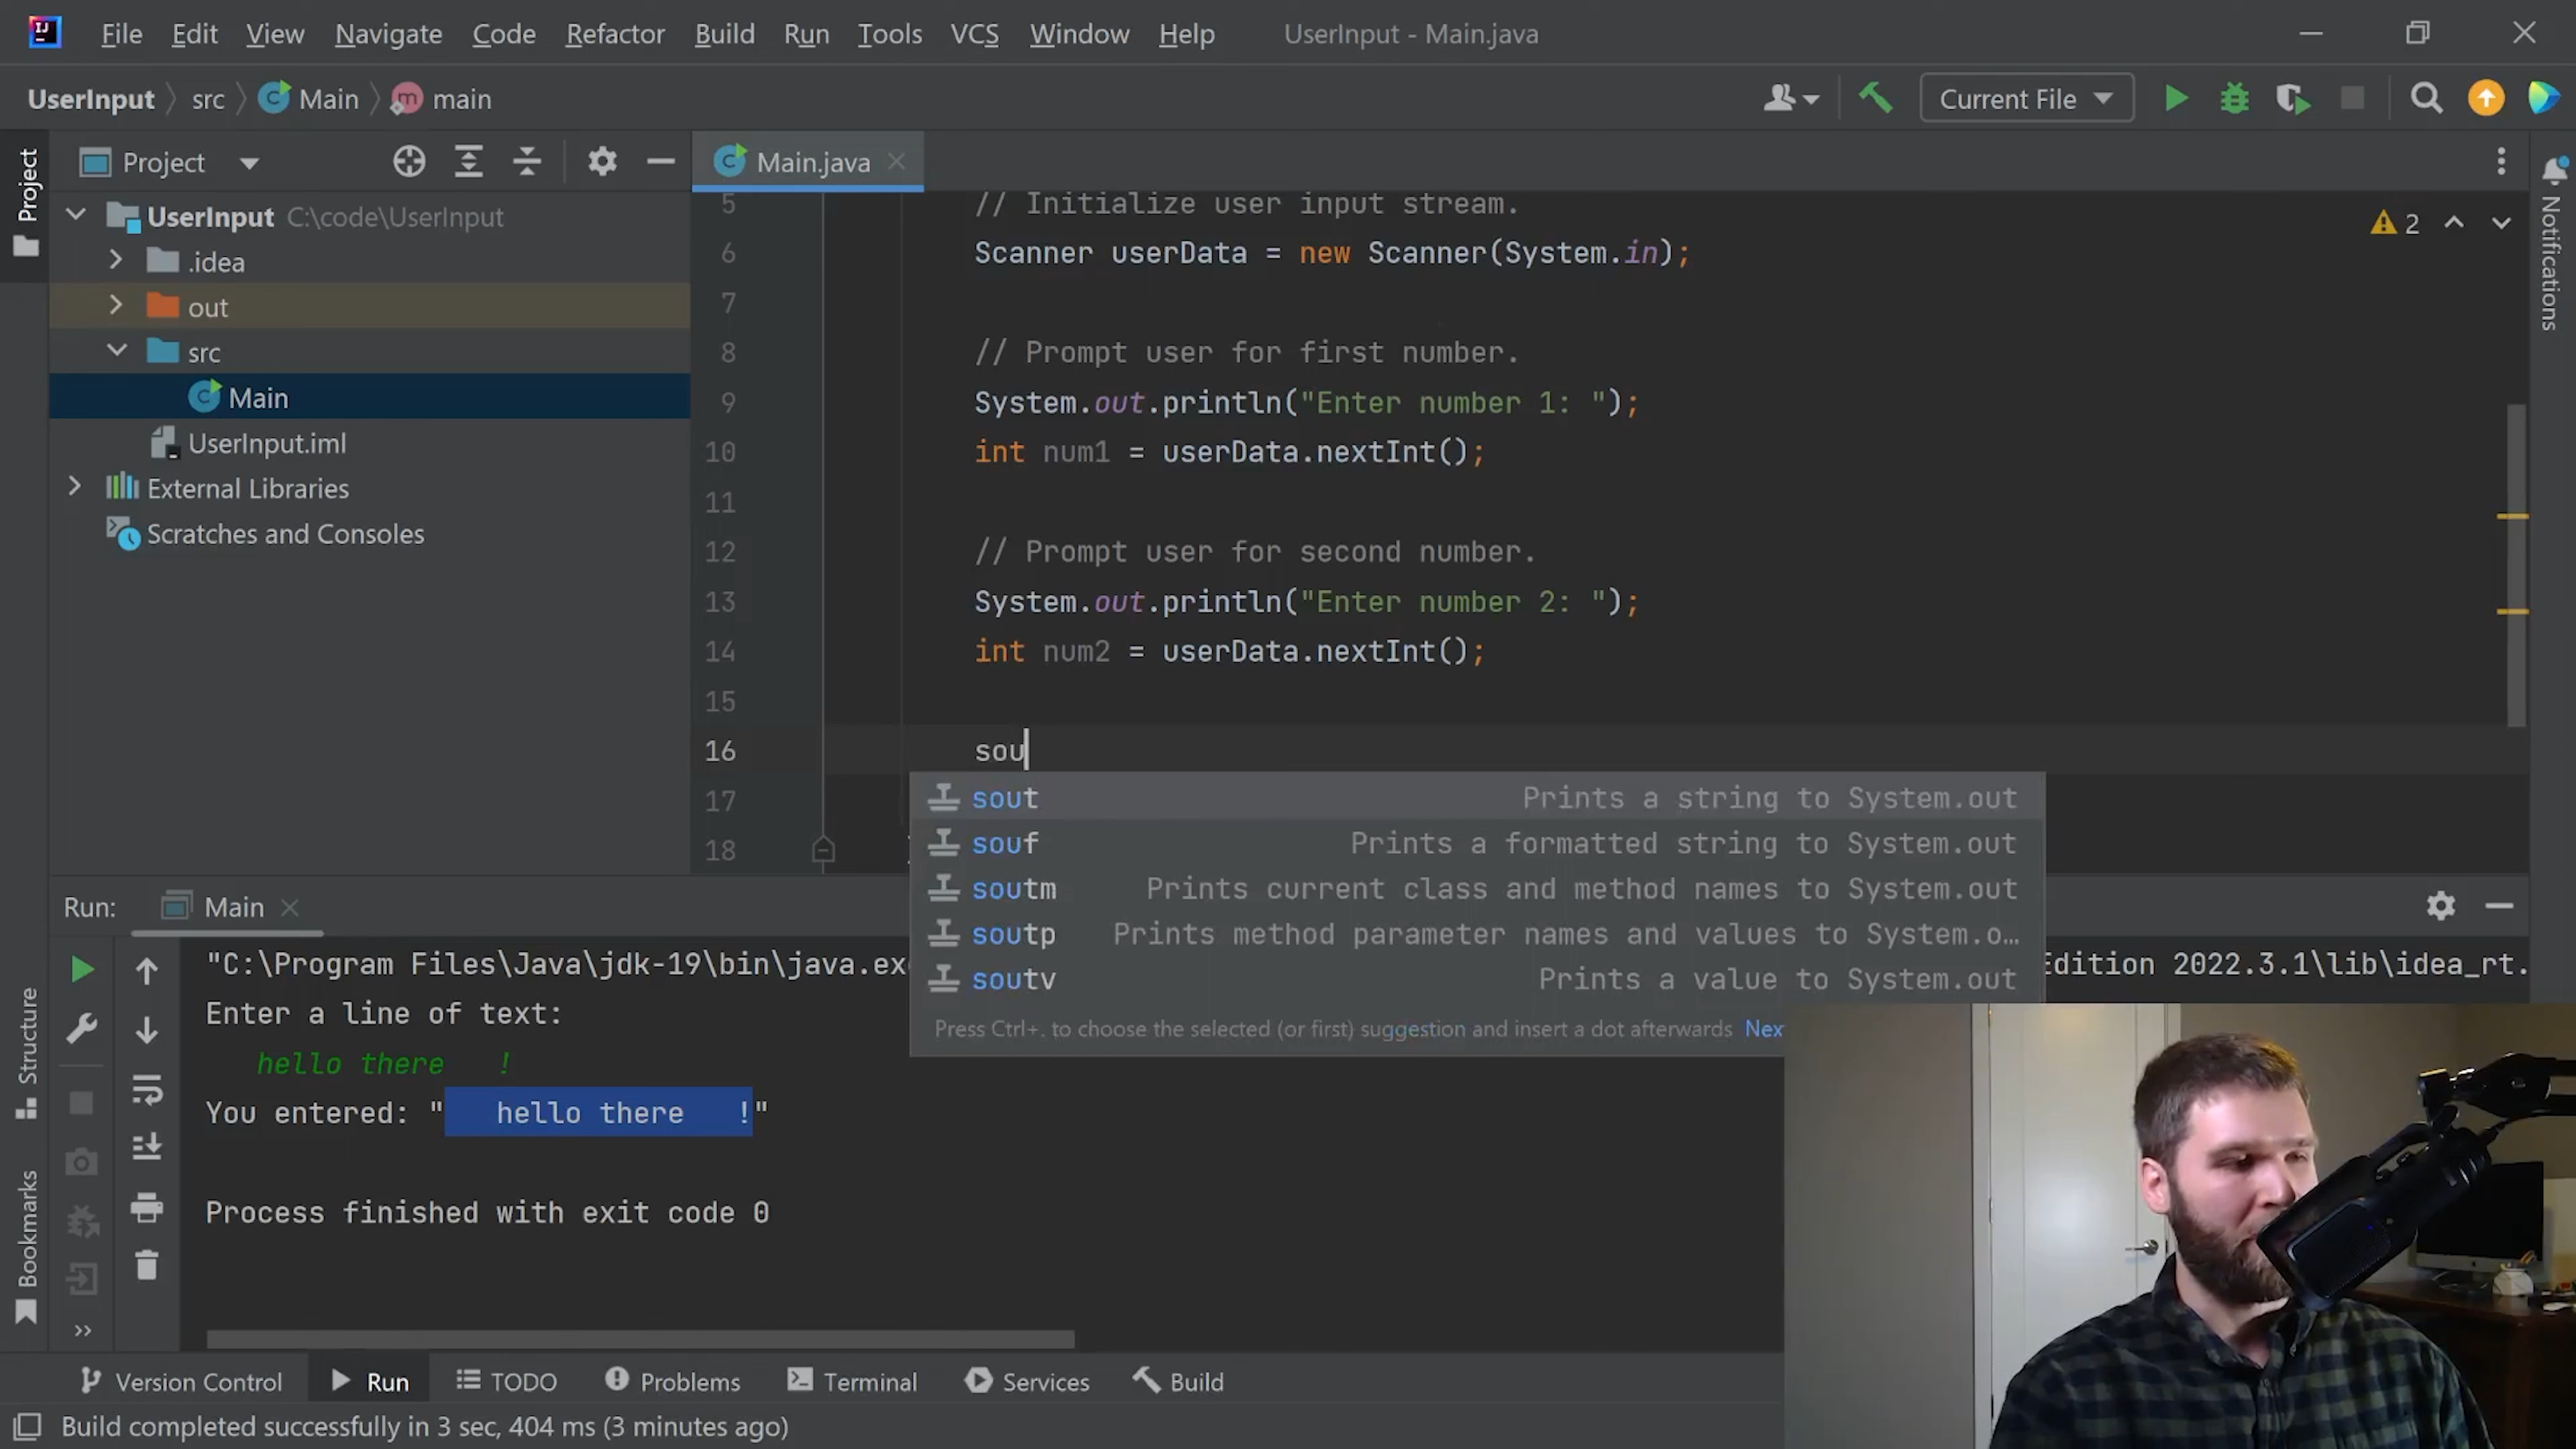 File Edit View Navigate Code Refactor Build Run Tools VCS Window Help UserInput - Main.java
UserInput src Main main Current File
Project
Project
Main.java
UserInput C:\code\UserInput
.idea
out
src
Main
UserInput.iml
External Libraries
Scratches and Consoles
2
Notifications
5 // Initialize user input stream.
6 Scanner userData = new Scanner(System.in);
7
8 // Prompt user for first number.
9 System.out.println("Enter number 1: ");
10 int num1 = userData.nextInt();
11
12 // Prompt user for second number.
13 System.out.println("Enter number 2: ");
14 int num2 = userData.nextInt();
15
16 sou
17
18
sout Prints a string to System.out
souf Prints a formatted string to System.out
soutm Prints current class and method names to System.out
soutp Prints method parameter names and values to System.o…
soutv Prints a value to System.out
Press Ctrl+. to choose the selected (or first) suggestion and insert a dot afterwards Nex
Run: Main
"C:\Program Files\Java\jdk-19\bin\java.ex Edition 2022.3.1\lib\idea_rt.
Enter a line of text:
hello there !
You entered: " hello there !"
Process finished with exit code 0
Structure
Bookmarks
Version Control Run TODO Problems Terminal Services Build
Build completed successfully in 3 sec, 404 ms (3 minutes ago)